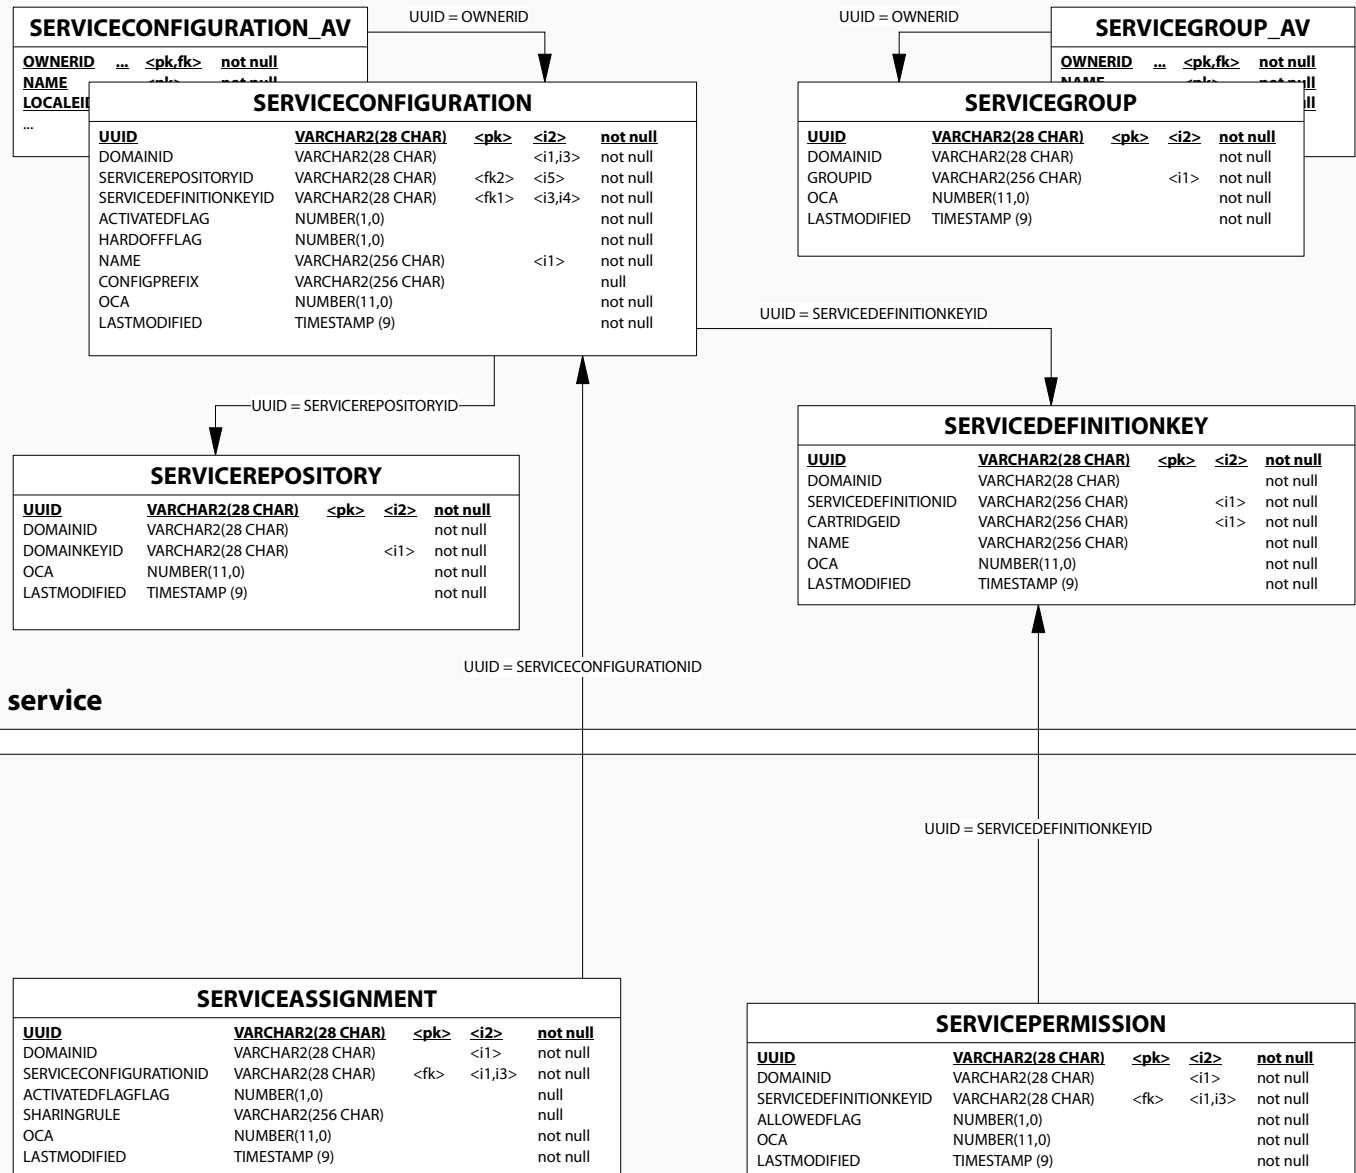 UUID = OWNERID
UUID = OWNERID
SERVICECONFIGURATION_AV
OWNERID ... <pk,fk> not null
NAME
LOCALEID
...
SERVICEGROUP_AV
OWNERID ... <pk,fk> not null
SERVICECONFIGURATION
UUID VARCHAR2(28 CHAR) <pk> <i2> not null
DOMAINID VARCHAR2(28 CHAR) <i1,i3> not null
SERVICEREPOSITORYID VARCHAR2(28 CHAR) <fk2> <i5> not null
SERVICEDEFINITIONKEYID VARCHAR2(28 CHAR) <fk1> <i3,i4> not null
ACTIVATEDFLAG NUMBER(1,0) not null
HARDOFFFLAG NUMBER(1,0) not null
NAME VARCHAR2(256 CHAR) <i1> not null
CONFIGPREFIX VARCHAR2(256 CHAR) null
OCA NUMBER(11,0) not null
LASTMODIFIED TIMESTAMP (9) not null
SERVICEGROUP
UUID VARCHAR2(28 CHAR) <pk> <i2> not null
DOMAINID VARCHAR2(28 CHAR) not null
GROUPID VARCHAR2(256 CHAR) <i1> not null
OCA NUMBER(11,0) not null
LASTMODIFIED TIMESTAMP (9) not null
UUID = SERVICEDEFINITIONKEYID
UUID = SERVICEREPOSITORYID
SERVICEREPOSITORY
UUID VARCHAR2(28 CHAR) <pk> <i2> not null
DOMAINID VARCHAR2(28 CHAR) not null
DOMAINKEYID VARCHAR2(28 CHAR) <i1> not null
OCA NUMBER(11,0) not null
LASTMODIFIED TIMESTAMP (9) not null
SERVICEDEFINITIONKEY
UUID VARCHAR2(28 CHAR) <pk> <i2> not null
DOMAINID VARCHAR2(28 CHAR) not null
SERVICEDEFINITIONID VARCHAR2(256 CHAR) <i1> not null
CARTRIDGEID VARCHAR2(256 CHAR) <i1> not null
NAME VARCHAR2(256 CHAR) not null
OCA NUMBER(11,0) not null
LASTMODIFIED TIMESTAMP (9) not null
UUID = SERVICECONFIGURATIONID
service
UUID = SERVICEDEFINITIONKEYID
SERVICEASSIGNMENT
UUID VARCHAR2(28 CHAR) <pk> <i2> not null
DOMAINID VARCHAR2(28 CHAR) <i1> not null
SERVICECONFIGURATIONID VARCHAR2(28 CHAR) <fk> <i1,i3> not null
ACTIVATEDFLAGFLAG NUMBER(1,0) null
SHARINGRULE VARCHAR2(256 CHAR) null
OCA NUMBER(11,0) not null
LASTMODIFIED TIMESTAMP (9) not null
SERVICEPERMISSION
UUID VARCHAR2(28 CHAR) <pk> <i2> not null
DOMAINID VARCHAR2(28 CHAR) <i1> not null
SERVICEDEFINITIONKEYID VARCHAR2(28 CHAR) <fk> <i1,i3> not null
ALLOWEDFLAG NUMBER(1,0) not null
OCA NUMBER(11,0) not null
LASTMODIFIED TIMESTAMP (9) not null